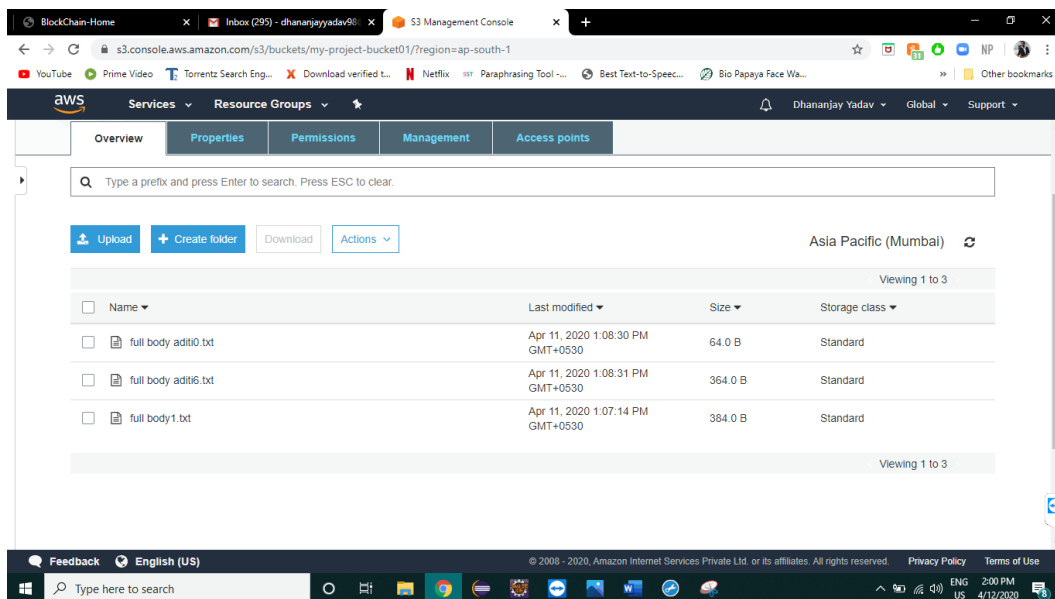 BlockChain-Home
Inbox (295) - dhananjayyadav98
S3 Management Console
s3.console.aws.amazon.com/s3/buckets/my-project-bucket01/?region=ap-south-1
31
NP
YouTube
Prime Video
Torrentz Search Eng...
Download verified t...
Netflix
SST
Paraphrasing Tool -...
Best Text-to-Speec...
Bio Papaya Face Wa...
»
Other bookmarks
aws
Services
Resource Groups
Dhananjay Yadav
Global
Support
Overview
Properties
Permissions
Management
Access points
Type a prefix and press Enter to search. Press ESC to clear.
Upload
Create folder
Download
Actions
Asia Pacific (Mumbai)
Viewing 1 to 3
Name
Last modified
Size
Storage class
full body aditi0.txt
Apr 11, 2020 1:08:30 PM
GMT+0530
64.0 B
Standard
full body aditi6.txt
Apr 11, 2020 1:08:31 PM
GMT+0530
364.0 B
Standard
full body1.txt
Apr 11, 2020 1:07:14 PM
GMT+0530
384.0 B
Standard
Viewing 1 to 3
Feedback
English (US)
© 2008 - 2020, Amazon Internet Services Private Ltd. or its affiliates. All rights reserved.
Privacy Policy
Terms of Use
Type here to search
ENG
US
2:00 PM
4/12/2020